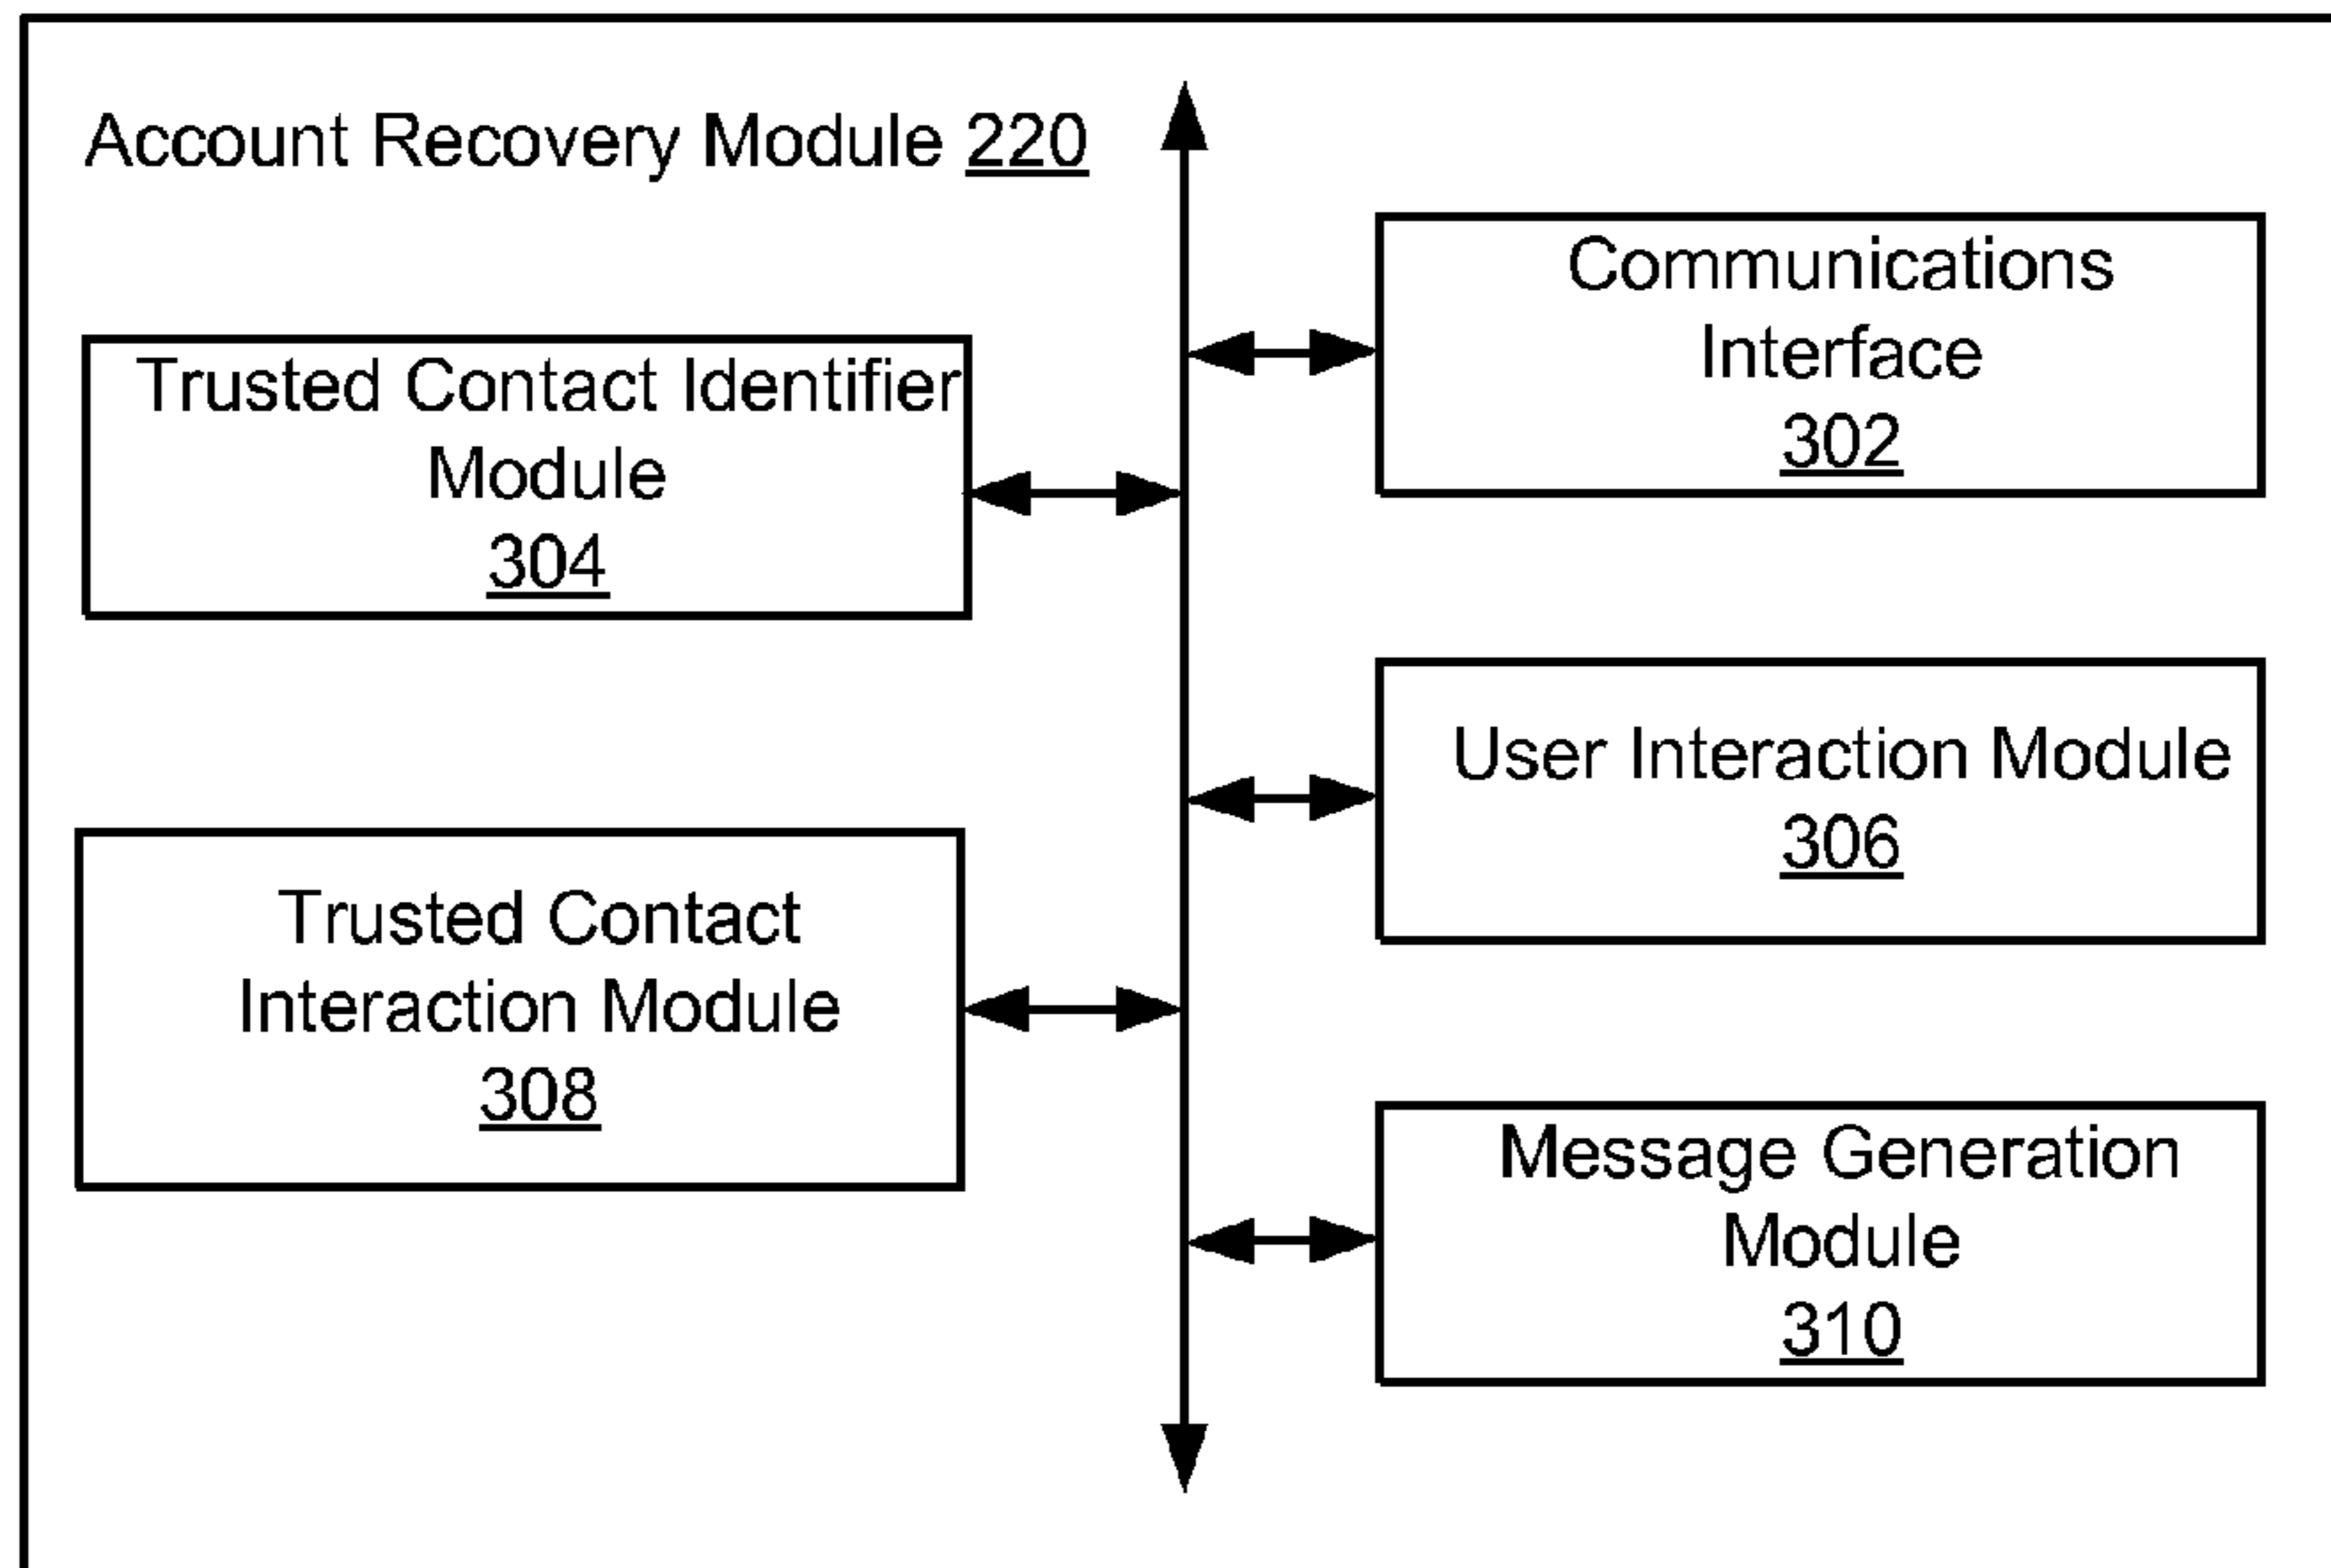 Account Recovery Module 220
Communications
Interface
302
Trusted Contact Identifier
Module
304
User Interaction Module
306
Trusted Contact
Interaction Module
308
Message Generation
Module
310